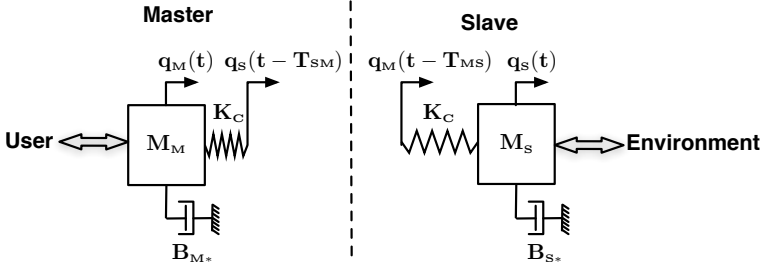 Master Slave
q_M(t) q_S(t − T_SM) q_M(t − T_MS) q_S(t)
K_C K_C
User M_M M_S Environment
B_M* B_S*